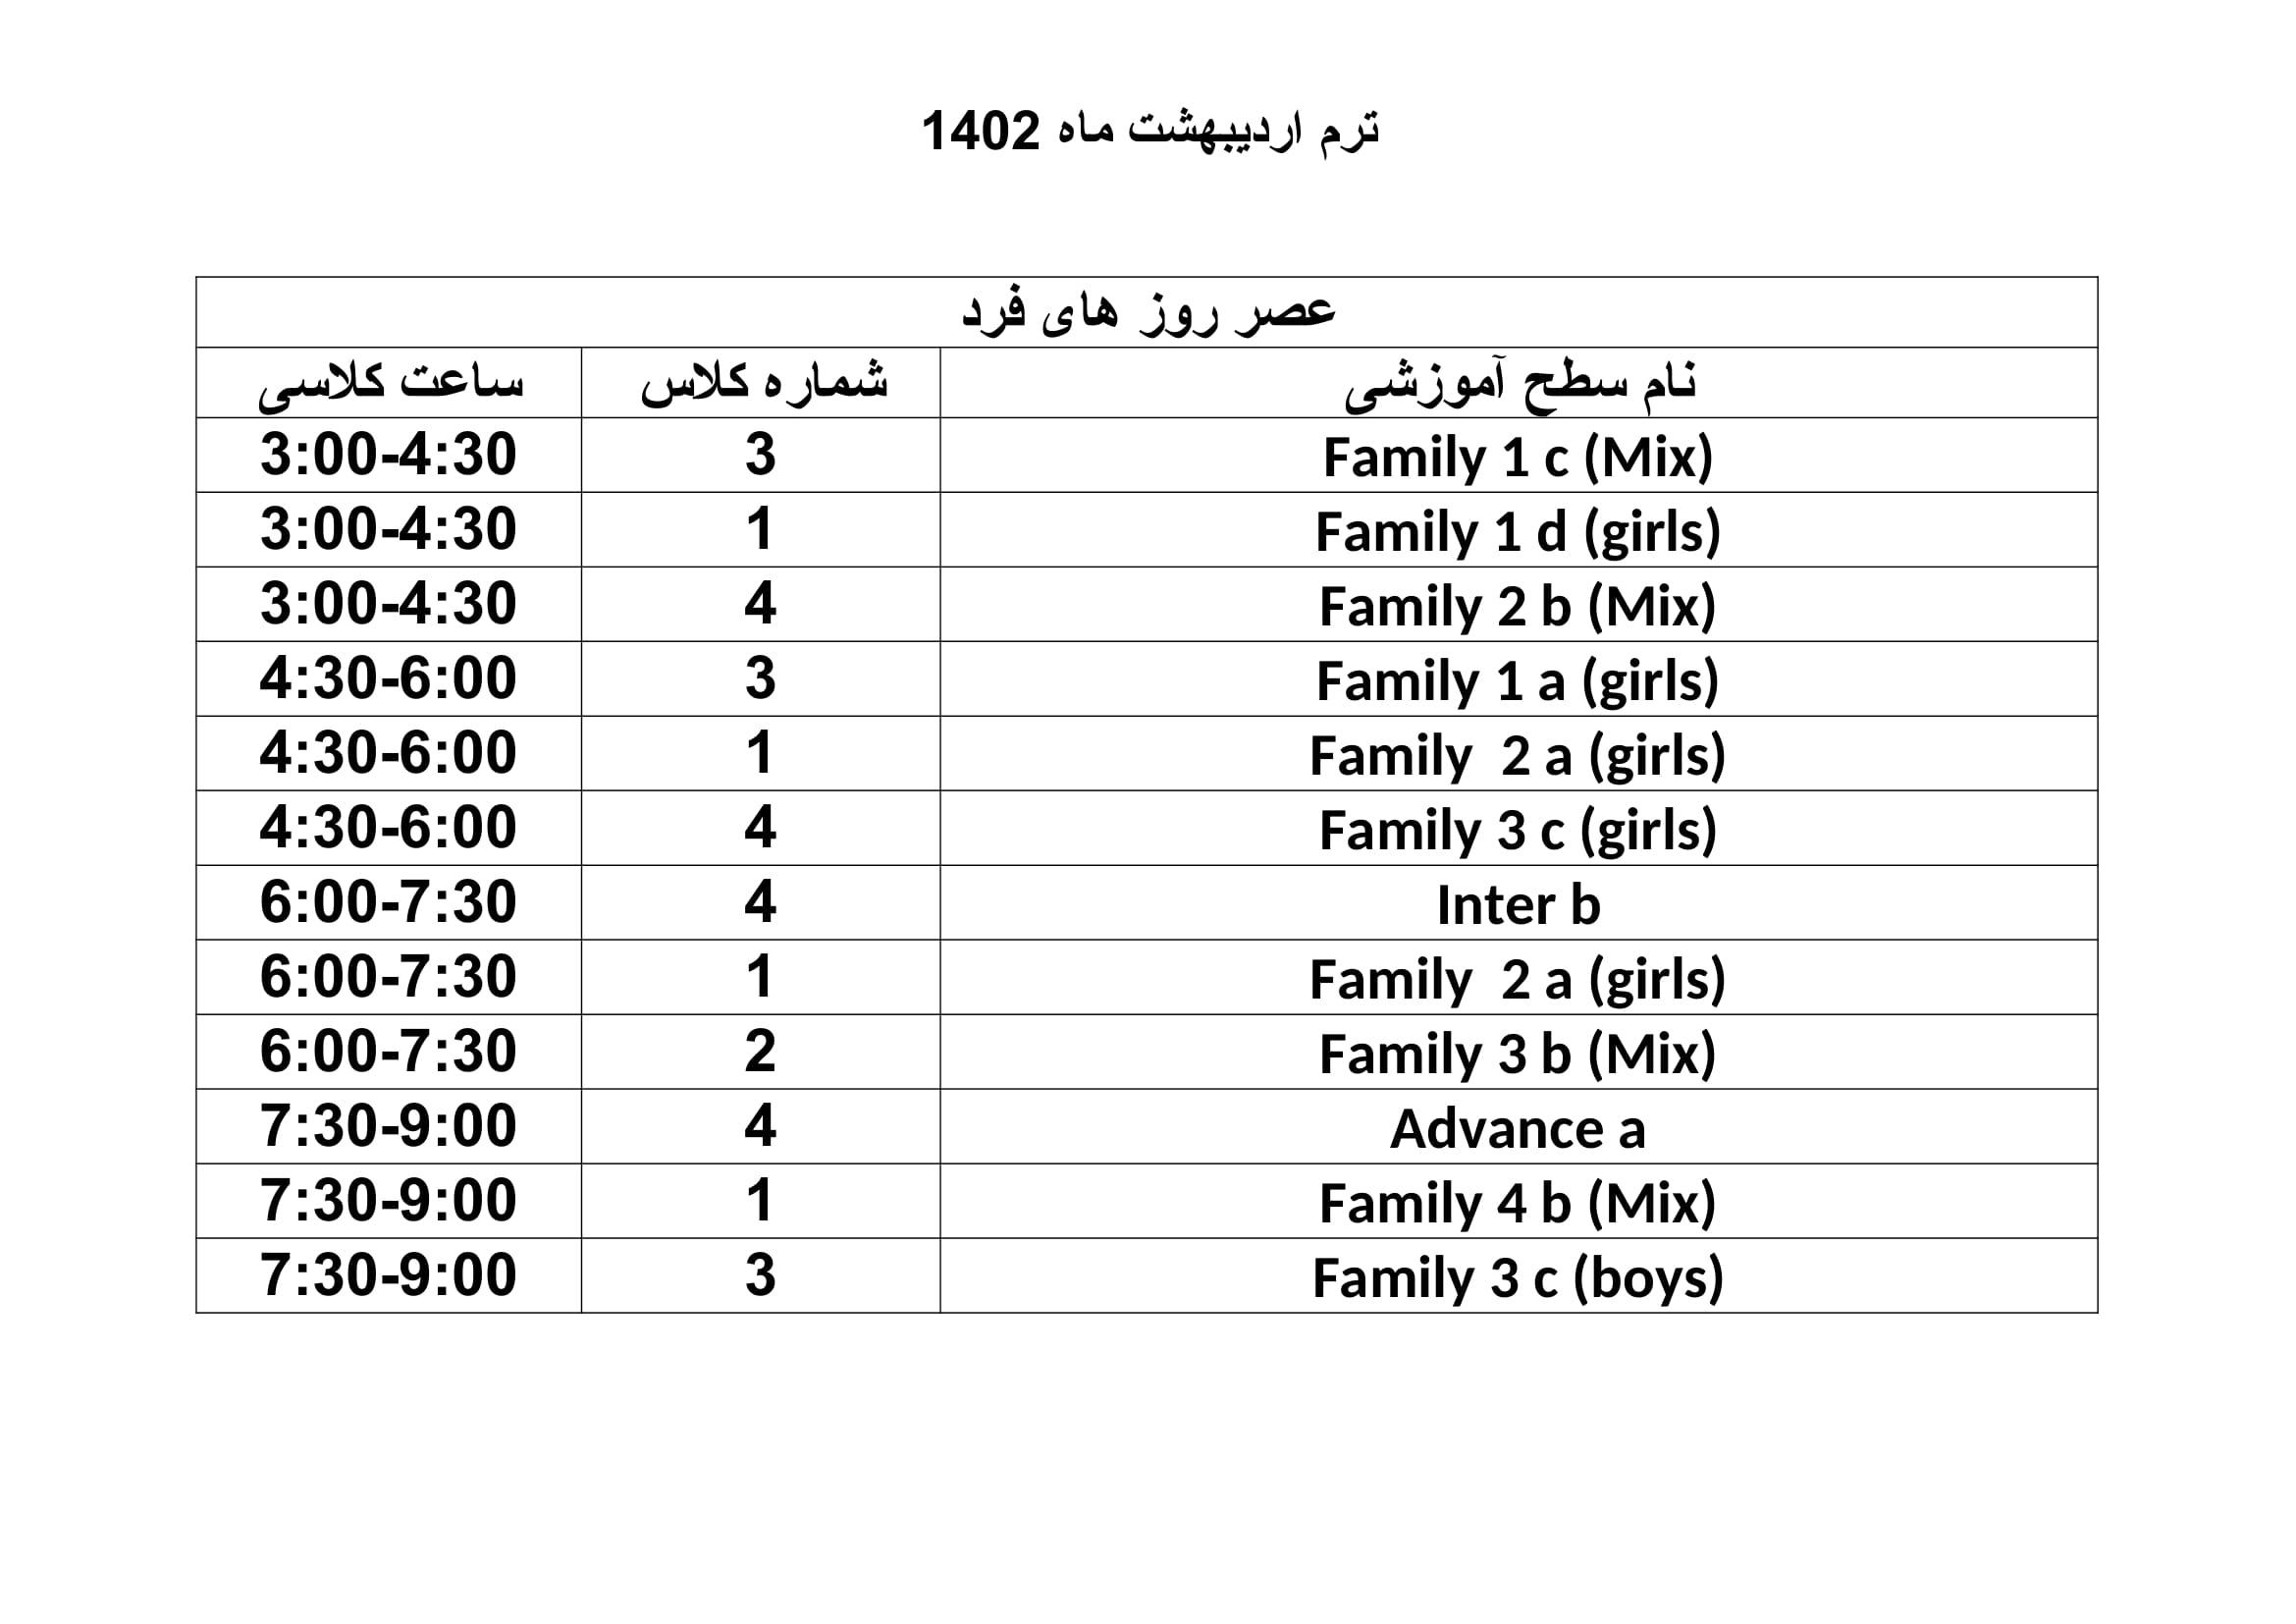 ترم اردیبهشت ماه 1402
عصر روز های فرد
نام سطح آموزشی شماره کلاس ساعت کلاسی
Family 1 c (Mix) 3 3:00-4:30
Family 1 d (girls) 1 3:00-4:30
Family 2 b (Mix) 4 3:00-4:30
Family 1 a (girls) 3 4:30-6:00
Family  2 a (girls) 1 4:30-6:00
Family 3 c (girls) 4 4:30-6:00
Inter b 4 6:00-7:30
Family  2 a (girls) 1 6:00-7:30
Family 3 b (Mix) 2 6:00-7:30
Advance a 4 7:30-9:00
Family 4 b (Mix) 1 7:30-9:00
Family 3 c (boys) 3 7:30-9:00